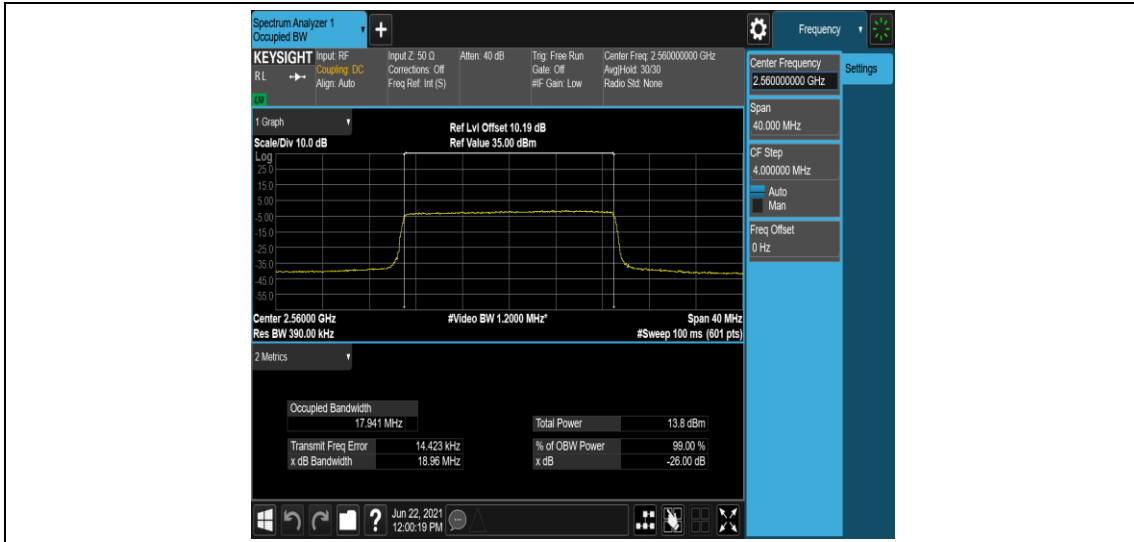 Spectrum Analyzer 1
Occupied BW
+
Frequency
KEYSIGHT
R L
LXI
Input: RF
Coupling: DC
Align: Auto
Input Z: 50 Ω
Corrections: Off
Freq Ref: Int (S)
Atten: 40 dB
Trig: Free Run
Gate: Off
#IF Gain: Low
Center Freq: 2.560000000 GHz
Avg|Hold: 30/30
Radio Std: None
Center Frequency
2.560000000 GHz
Settings
Span
40.000 MHz
CF Step
4.000000 MHz
Auto
Man
Freq Offset
0 Hz
1 Graph
Scale/Div 10.0 dB
Ref Lvl Offset 10.19 dB
Ref Value 35.00 dBm
Log
25.0
15.0
5.00
-5.00
-15.0
-25.0
-35.0
-45.0
-55.0
Center 2.56000 GHz
#Video BW 1.2000 MHz*
Span 40 MHz
Res BW 390.00 kHz
#Sweep 100 ms (601 pts)
2 Metrics
Occupied Bandwidth
17.941 MHz
Total Power 13.8 dBm
Transmit Freq Error 14.423 kHz
% of OBW Power 99.00 %
x dB Bandwidth 18.96 MHz
x dB -26.00 dB
?
Jun 22, 2021
12:00:19 PM